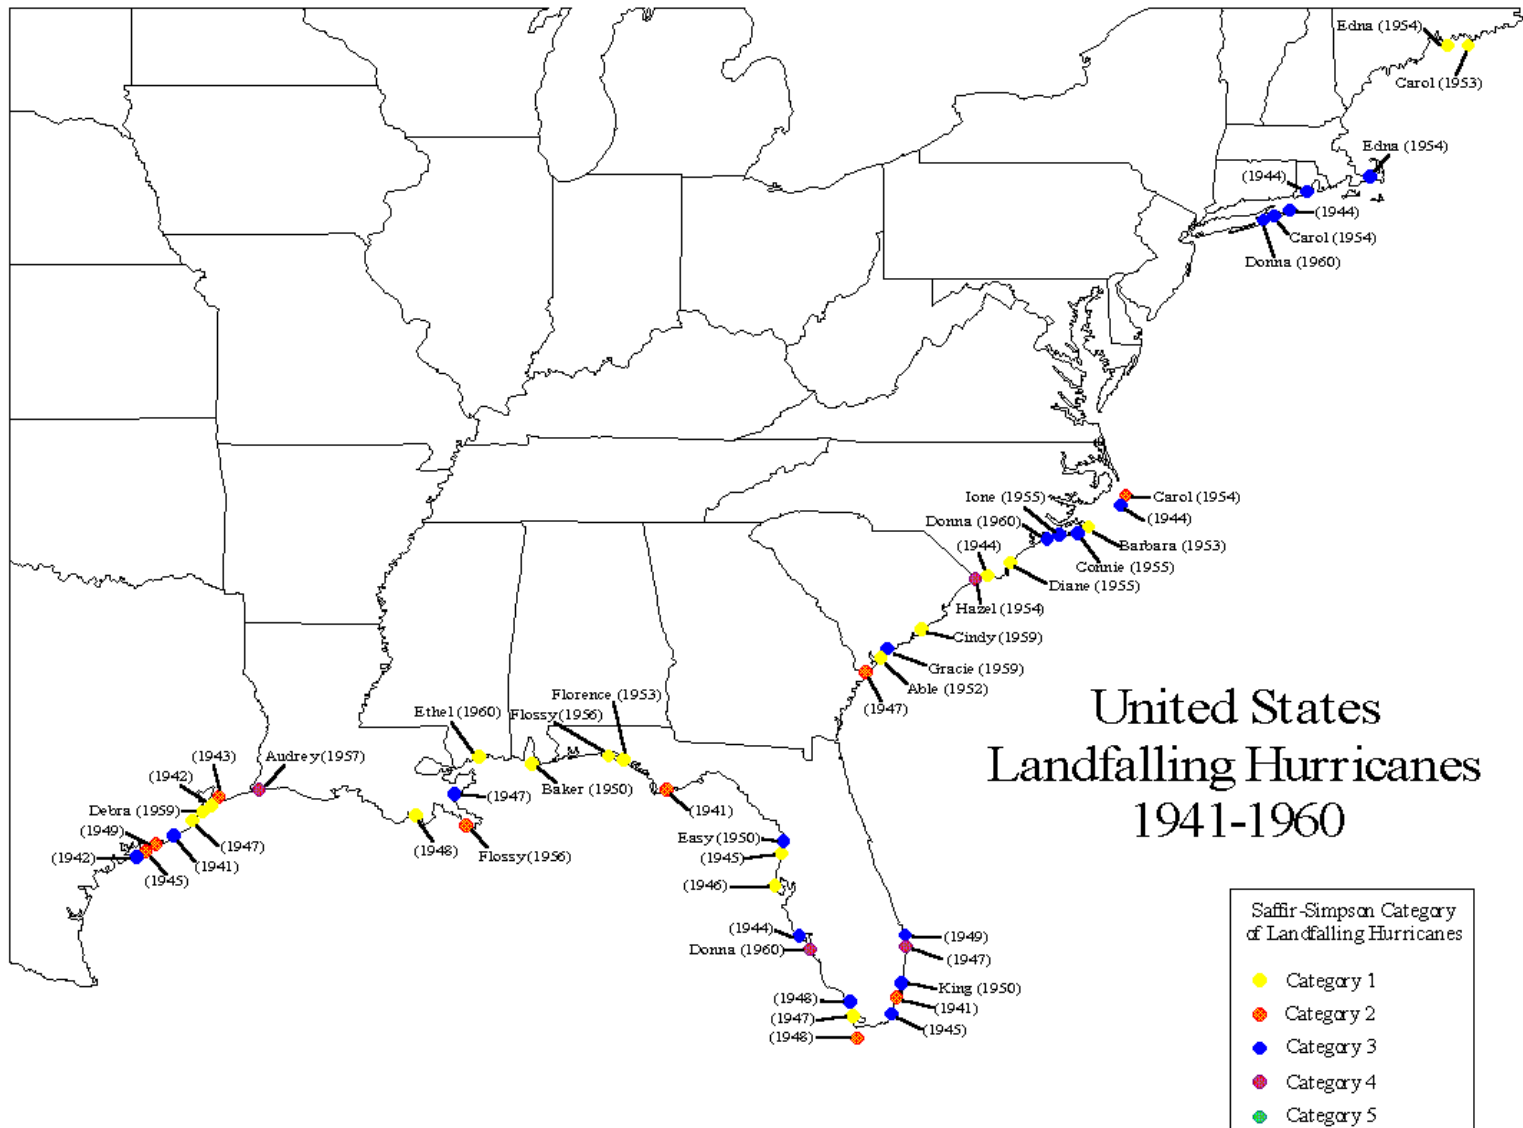 Edna (1954)
Carol (1953)
Edna (1954)
(1944)
(1944)
Carol (1954)
Donna (1960)
Ione (1955)
Carol (1954)
Donna (1960)
(1944)
(1944)
Barbara (1953)
Connie (1955)
Diane (1955)
Hazel (1954)
Cindy (1959)
Gracie (1959)
Able (1952)
(1947)
Florence (1953)
Ethel (1960)
Flossy (1956)
United States
Landfalling Hurricanes
1941-1960
(1943)
Audrey (1957)
(1942)
Debra (1959)
(1949)
(1942)
(1945)
(1941)
(1947)
(1948)
(1947)
Flossy (1956)
Baker (1950)
(1941)
Easy (1950)
(1945)
(1946)
(1944)
Donna (1960)
(1949)
(1947)
(1948)
King (1950)
(1947)
(1941)
(1948)
(1945)
Saffir-Simpson Category
of Landfalling Hurricanes
Category 1
Category 2
Category 3
Category 4
Category 5